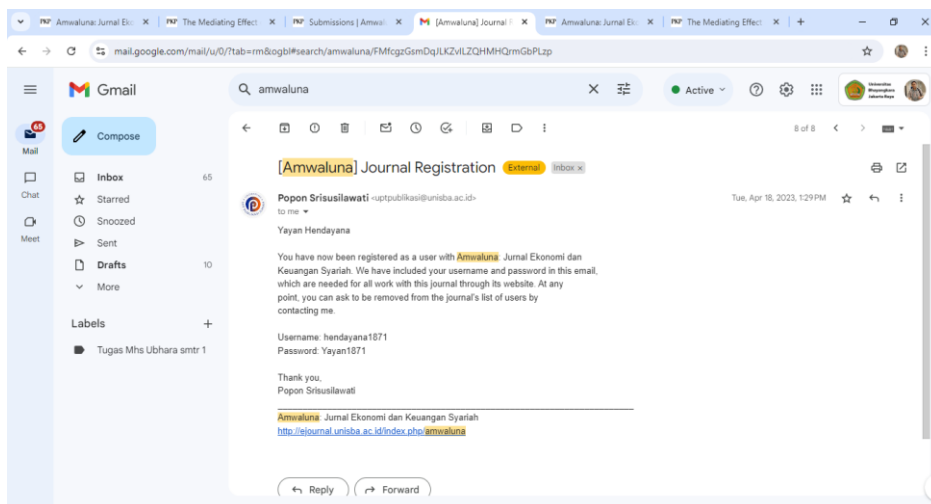 Amwaluna: Jurnal Eko
The Mediating Effect
Submissions | Amwal
[Amwaluna] Journal R
Amwaluna: Jurnal Eko
The Mediating Effect
mail.google.com/mail/u/0/?tab=rm&ogbl#search/amwaluna/FMfcgzGsmDqJLKZvlLZQHMHQrmGbPLzp
Gmail
amwaluna
Active
Universitas
Bhayangkara
Jakarta Raya
65
Mail
Chat
Meet
Compose
Inbox 65
Starred
Snoozed
Sent
Drafts 10
More
Labels
Tugas Mhs Ubhara smtr 1
8 of 8
[Amwaluna] Journal Registration External Inbox x
Popon Srisusilawati <uptpublikasi@unisba.ac.id> Tue, Apr 18, 2023, 1:29 PM
to me
Yayan Hendayana
You have now been registered as a user with Amwaluna: Jurnal Ekonomi dan
Keuangan Syariah. We have included your username and password in this email,
which are needed for all work with this journal through its website. At any
point, you can ask to be removed from the journal's list of users by
contacting me.
Username: hendayana1871
Password: Yayan1871
Thank you,
Popon Srisusilawati
Amwaluna: Jurnal Ekonomi dan Keuangan Syariah
http://ejournal.unisba.ac.id/index.php/amwaluna
Reply
Forward